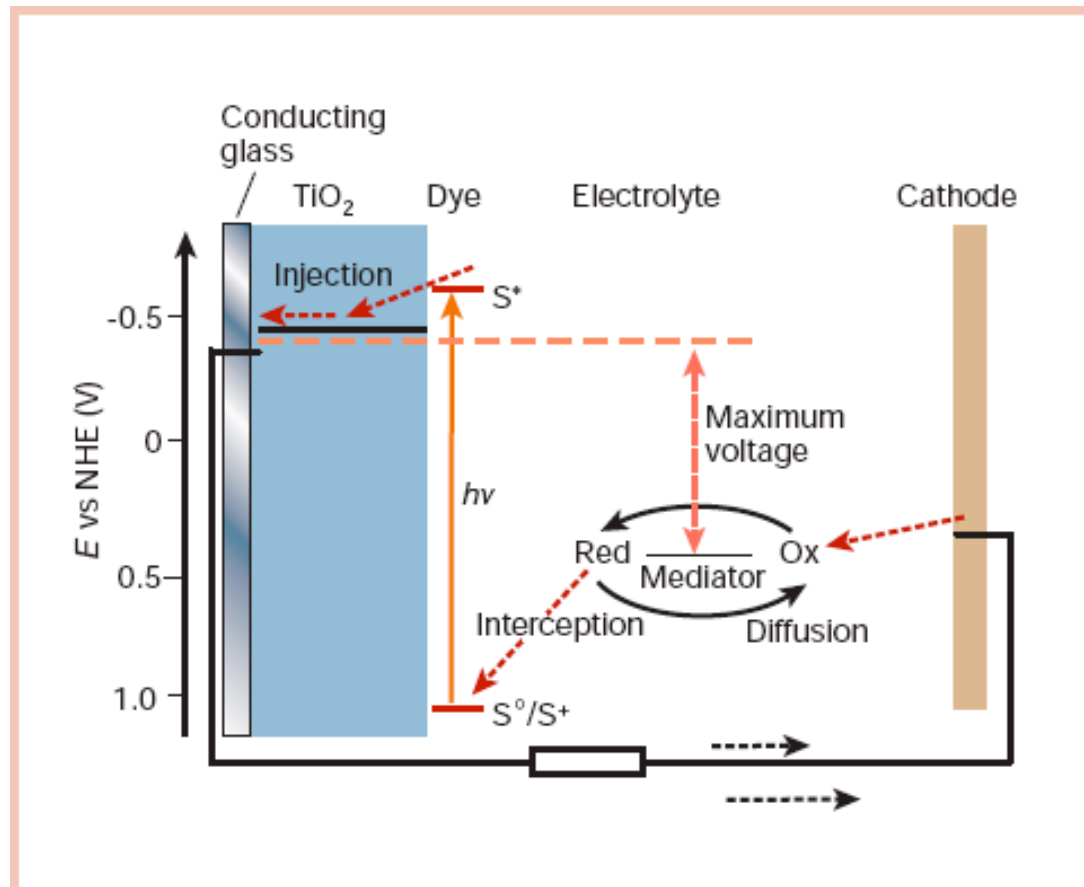 Conducting
glass
TiO₂
Dye
Electrolyte
Cathode
Injection
S*
-0.5
Maximum
voltage
0
E vs NHE (V)
hν
Red
Ox
Mediator
0.5
Interception
Diffusion
1.0
S°/S⁺